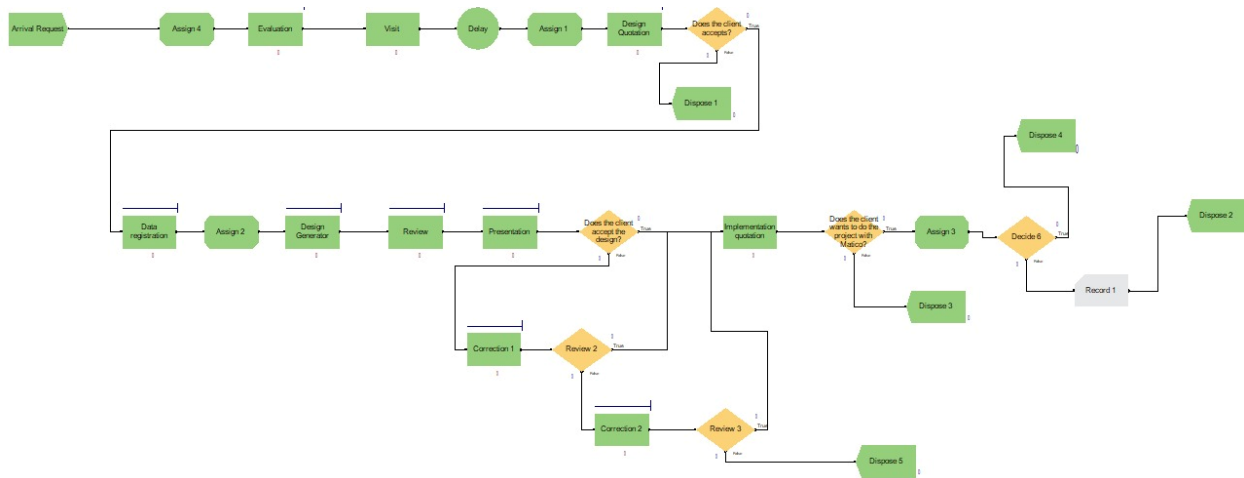 Arrival Request
Assign 4
Evaluation
Visit
Delay
Assign 1
Design
Quotation
Does the client
accepts?
True
False
Dispose 1
Dispose 4
Data
registration
Assign 2
Design
Generator
Review
Presentation
Does the client
accept the
design?
True
False
Implementation
quotation
Does the client
wants to do the
project with
Matico?
True
False
Assign 3
Decide 6
True
False
Dispose 2
Record 1
Dispose 3
Correction 1
Review 2
True
False
Correction 2
Review 3
True
False
Dispose 5